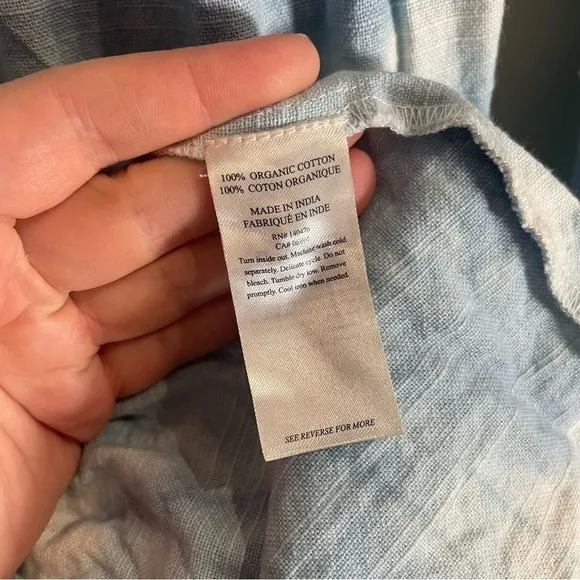 100% ORGANIC COTTON
100% COTON ORGANIQUE
MADE IN INDIA
FABRIQUÉ EN INDE
RN#
CA#
Turn inside out. Machine wash cold
separately. Delicate cycle. Do not
bleach. Tumble dry low. Remove
promptly. Cool iron when needed.
SEE REVERSE FOR MORE